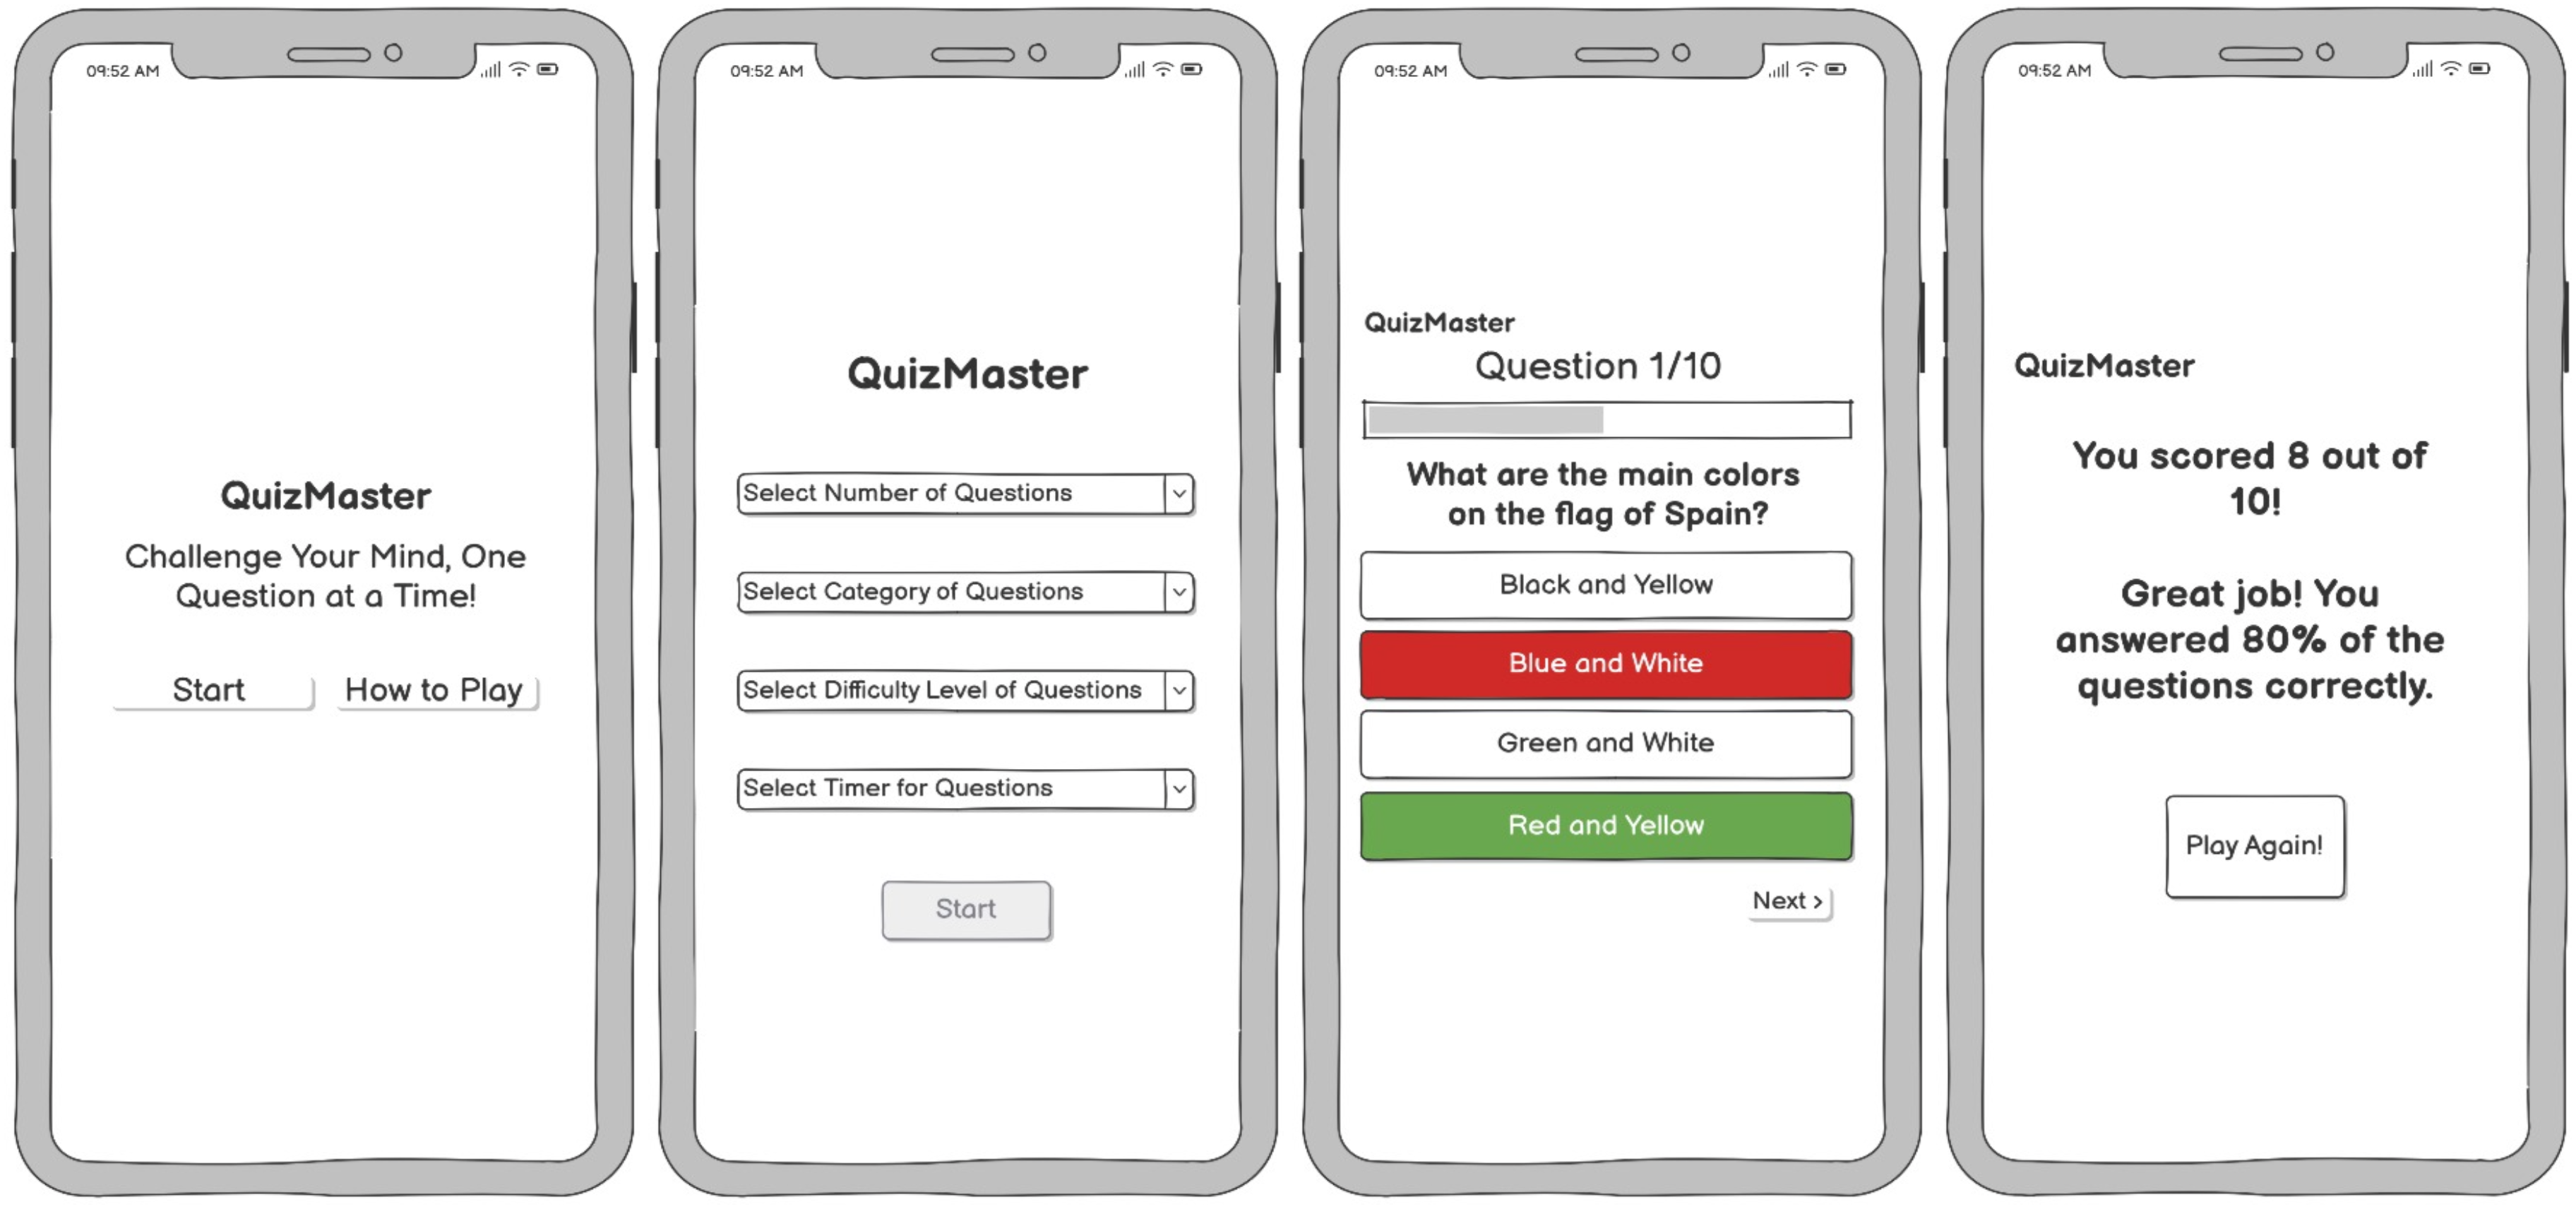 09:52 AM
QuizMaster
Challenge Your Mind, One
Question at a Time!
Start
How to Play
09:52 AM
QuizMaster
Select Number of Questions
Select Category of Questions
Select Difficulty Level of Questions
Select Timer for Questions
Start
09:52 AM
QuizMaster
Question 1/10
What are the main colors
on the flag of Spain?
Black and Yellow
Blue and White
Green and White
Red and Yellow
Next >
09:52 AM
QuizMaster
You scored 8 out of
10!
Great job! You
answered 80% of the
questions correctly.
Play Again!